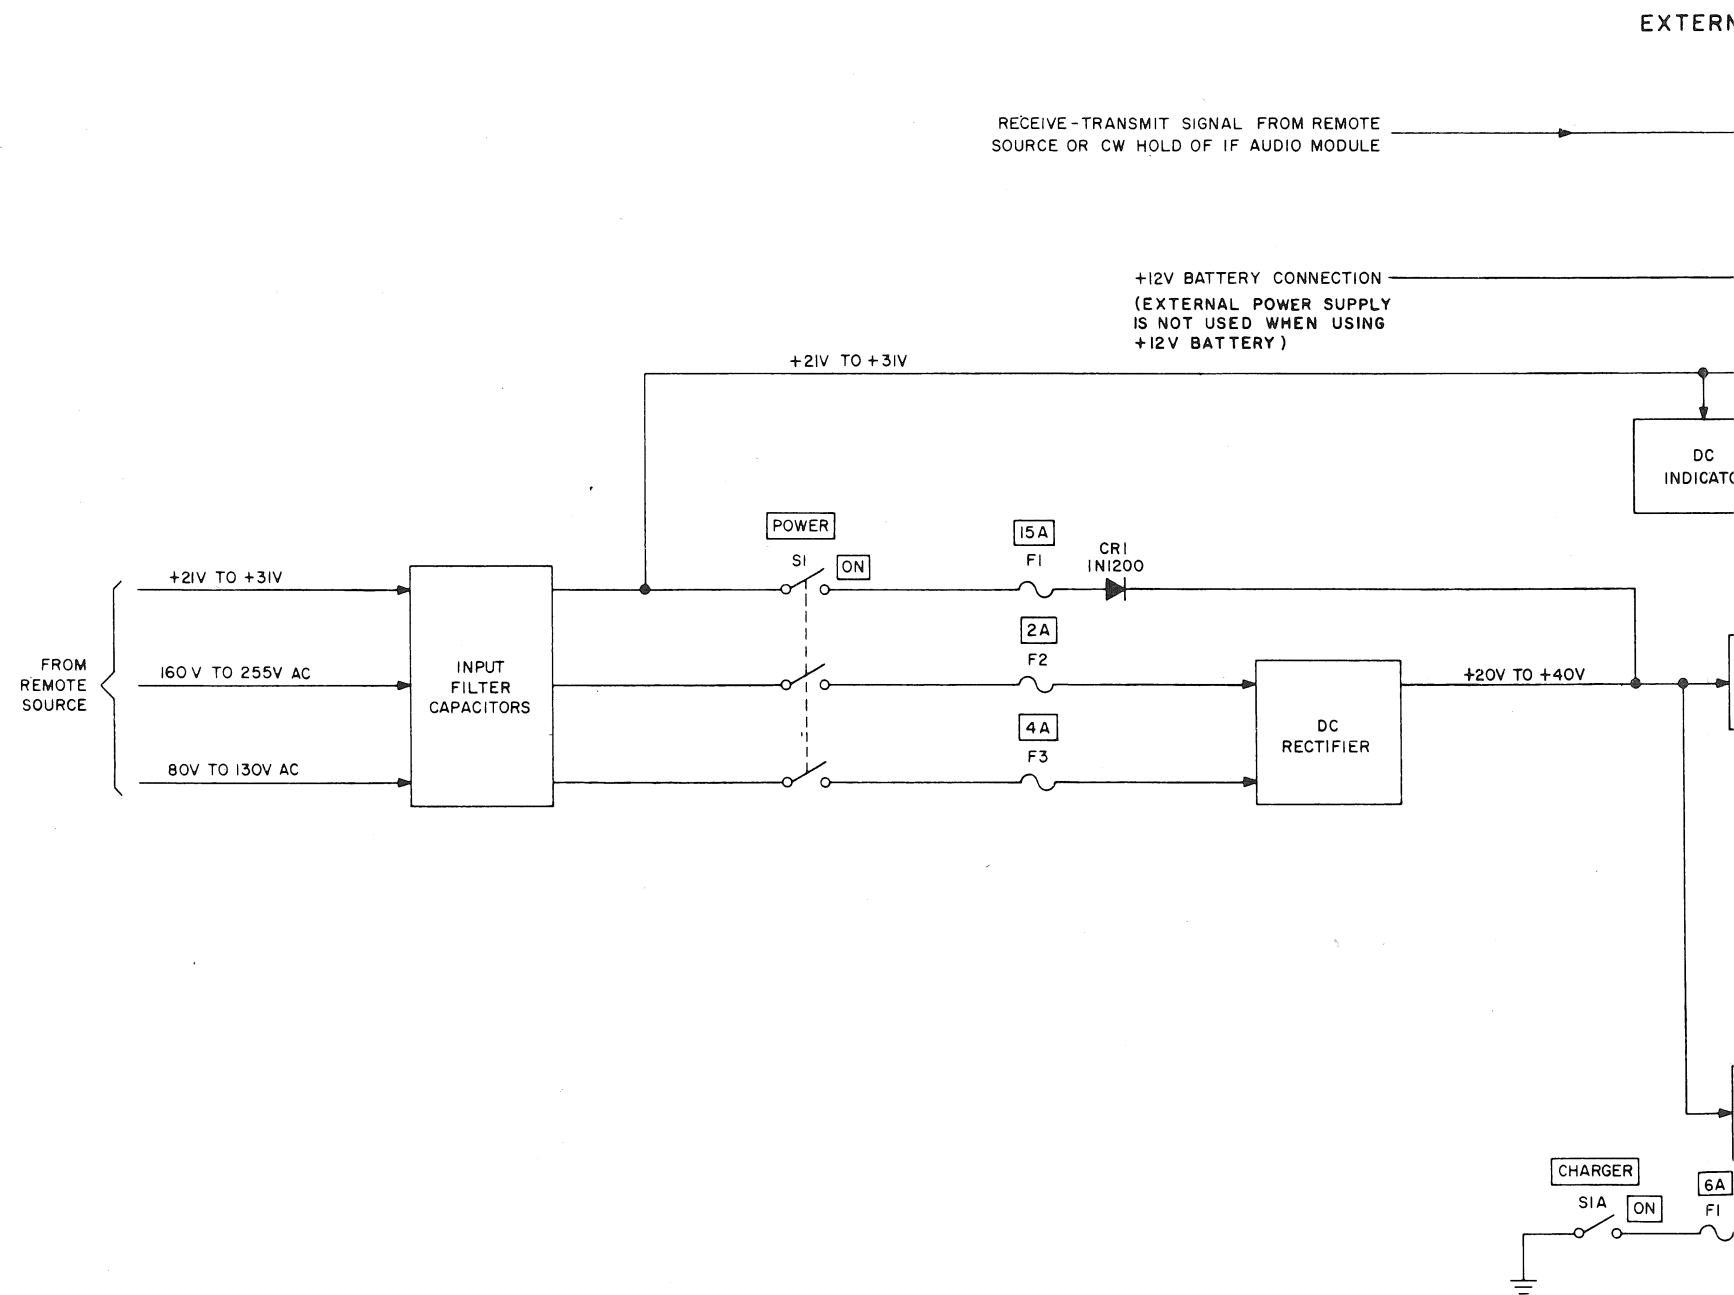 EXTERN
RECEIVE-TRANSMIT SIGNAL FROM REMOTE
SOURCE OR CW HOLD OF IF AUDIO MODULE
+12V BATTERY CONNECTION
(EXTERNAL POWER SUPPLY
IS NOT USED WHEN USING
+12V BATTERY)
+21V TO +31V
DC
INDICATO
POWER
S1
ON
15A
F1
CR1
1N1200
+21V TO +31V
2A
F2
FROM
REMOTE
SOURCE
160V TO 255V AC
INPUT
FILTER
CAPACITORS
+20V TO +40V
4A
F3
DC
RECTIFIER
80V TO 130V AC
CHARGER
S1A
ON
6A
F1